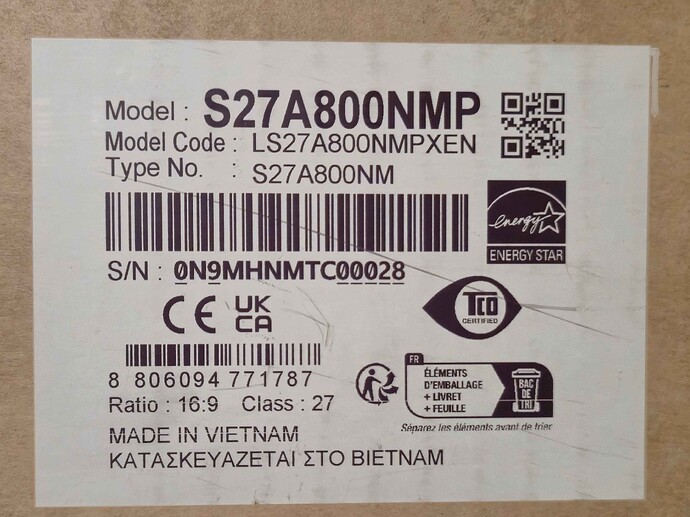 Model : S27A800NMP
Model Code : LS27A800NMPXEN
Type No. : S27A800NM
energy
ENERGY STAR
S/N : 0N9MHNMTC00028
TCO
CERTIFIED
CE UK
CA
8 806094 771787
Ratio : 16:9 Class : 27
FR
ÉLÉMENTS
D'EMBALLAGE
+ LIVRET
+ FEUILLE
BAC
DE
TRI
Séparez les éléments avant de trier
MADE IN VIETNAM
ΚΑΤΑΣΚΕΥΑΖΕΤΑΙ ΣΤΟ ΒΙΕΤΝΑΜ